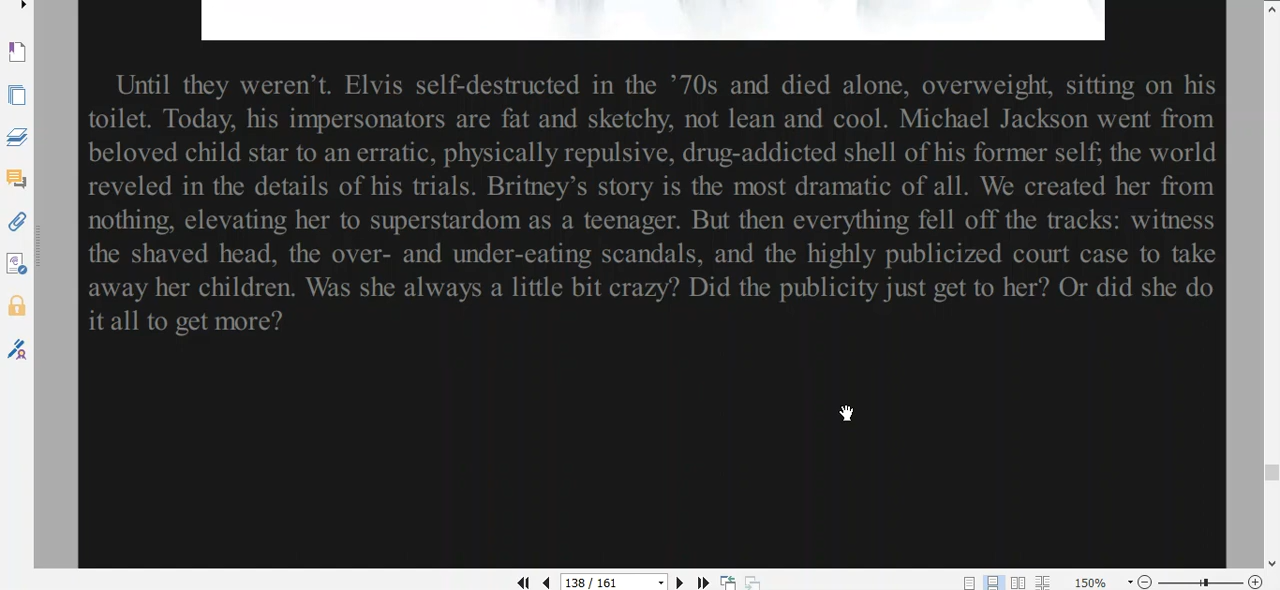 Until they weren’t. Elvis self-destructed in the ’70s and died alone, overweight, sitting on his
toilet. Today, his impersonators are fat and sketchy, not lean and cool. Michael Jackson went from
beloved child star to an erratic, physically repulsive, drug-addicted shell of his former self; the world
reveled in the details of his trials. Britney’s story is the most dramatic of all. We created her from
nothing, elevating her to superstardom as a teenager. But then everything fell off the tracks: witness
the shaved head, the over- and under-eating scandals, and the highly publicized court case to take
away her children. Was she always a little bit crazy? Did the publicity just get to her? Or did she do
it all to get more?
138 / 161
150%